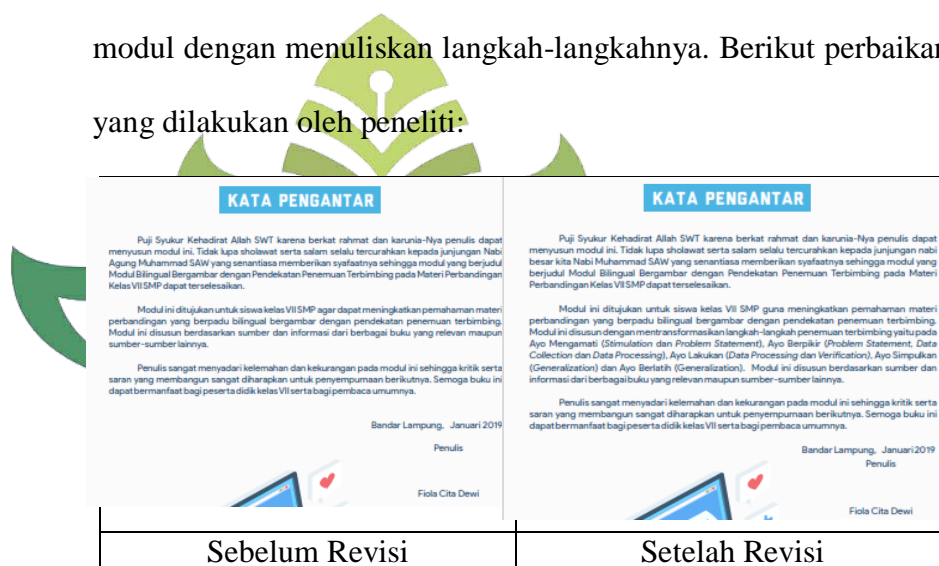 modul dengan menuliskan langkah-langkahnya. Berikut perbaikan
yang dilakukan oleh peneliti:
KATA PENGANTAR
Puji Syukur Kehadirat Allah SWT karena berkat rahmat dan karunia-Nya penulis dapat
menyusun modul ini. Tidak lupa sholawat serta salam selalu tercurahkan kepada junjungan Nabi
Agung Muhammad SAW yang senantiasa memberikan syafaatnya sehingga modul yang berjudul
Modul Bilingual Bergambar dengan Pendekatan Penemuan Terbimbing pada Materi Perbandingan
Kelas VII SMP dapat terselesaikan.
Modul ini ditujukan untuk siswa kelas VII SMP agar dapat meningkatkan pemahaman materi
perbandingan yang berpadu bilingual bergambar dengan pendekatan penemuan terbimbing.
Modul ini disusun berdasarkan sumber dan informasi dari berbagai buku yang relevan maupun
sumber-sumber lainnya.
Penulis sangat menyadari kelemahan dan kekurangan pada modul ini sehingga kritik serta
saran yang membangun sangat diharapkan untuk penyempurnaan berikutnya. Semoga buku ini
dapat bermanfaat bagi peserta didik kelas VII serta bagi pembaca umumnya.
Bandar Lampung, Januari 2019
Penulis
Fiola Cita Dewi
Sebelum Revisi
KATA PENGANTAR
Puji Syukur Kehadirat Allah SWT karena berkat rahmat dan karunia-Nya penulis dapat
menyusun modul ini. Tidak lupa sholawat serta salam selalu tercurahkan kepada junjungan nabi
besar kita Nabi Muhammad SAW yang senantiasa memberikan syafaatnya sehingga modul yang
berjudul Modul Bilingual Bergambar dengan Pendekatan Penemuan Terbimbing pada Materi
Perbandingan Kelas VII SMP dapat terselesaikan.
Modul ini ditujukan untuk siswa kelas VII SMP guna meningkatkan pemahaman materi
perbandingan yang berpadu bilingual bergambar dengan pendekatan penemuan terbimbing.
Modul ini disusun dengan mentransformasikan langkah-langkah penemuan terbimbing yaitu pada
Ayo Mengamati (Stimulation dan Problem Statement), Ayo Berpikir (Problem Statement, Data
Collection dan Data Processing), Ayo Lakukan (Data Processing dan Verification), Ayo Simpulkan
(Generalization) dan Ayo Berlatih (Generalization). Modul ini disusun berdasarkan sumber dan
informasi dari berbagai buku yang relevan maupun sumber-sumber lainnya.
Penulis sangat menyadari kelemahan dan kekurangan pada modul ini sehingga kritik serta
saran yang membangun sangat diharapkan untuk penyempurnaan berikutnya. Semoga buku ini
dapat bermanfaat bagi peserta didik kelas VII serta bagi pembaca umumnya.
Bandar Lampung, Januari 2019
Penulis
Fiola Cita Dewi
Setelah Revisi